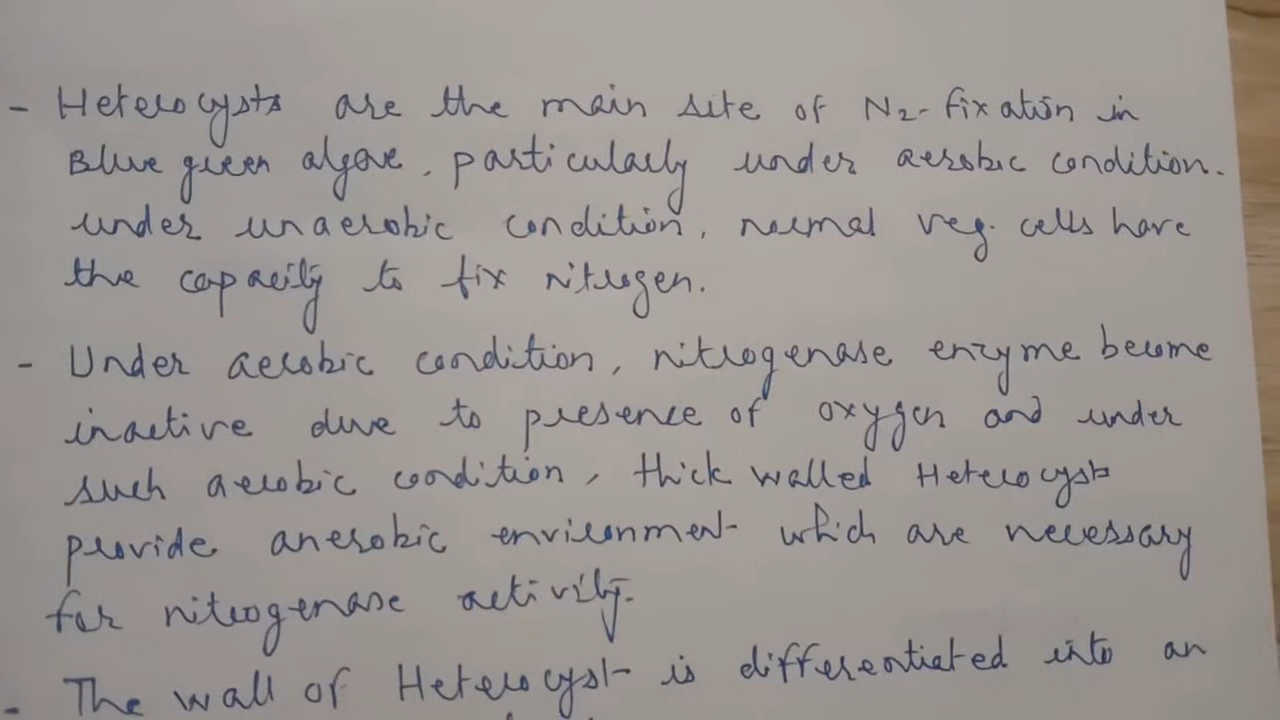 - Heterocysts are the main site of N2-fixation in
Blue green algae, particularly under aerobic condition.
under unaerobic condition, normal veg. cells have
the capacity to fix nitrogen.
- Under aerobic condition, nitrogenase enzyme become
inactive due to presence of oxygen and under
such aerobic condition, thick walled Heterocysts
provide anerobic environment which are necessary
for nitrogenase activity.
- The wall of Heterocyst is differentiated into an